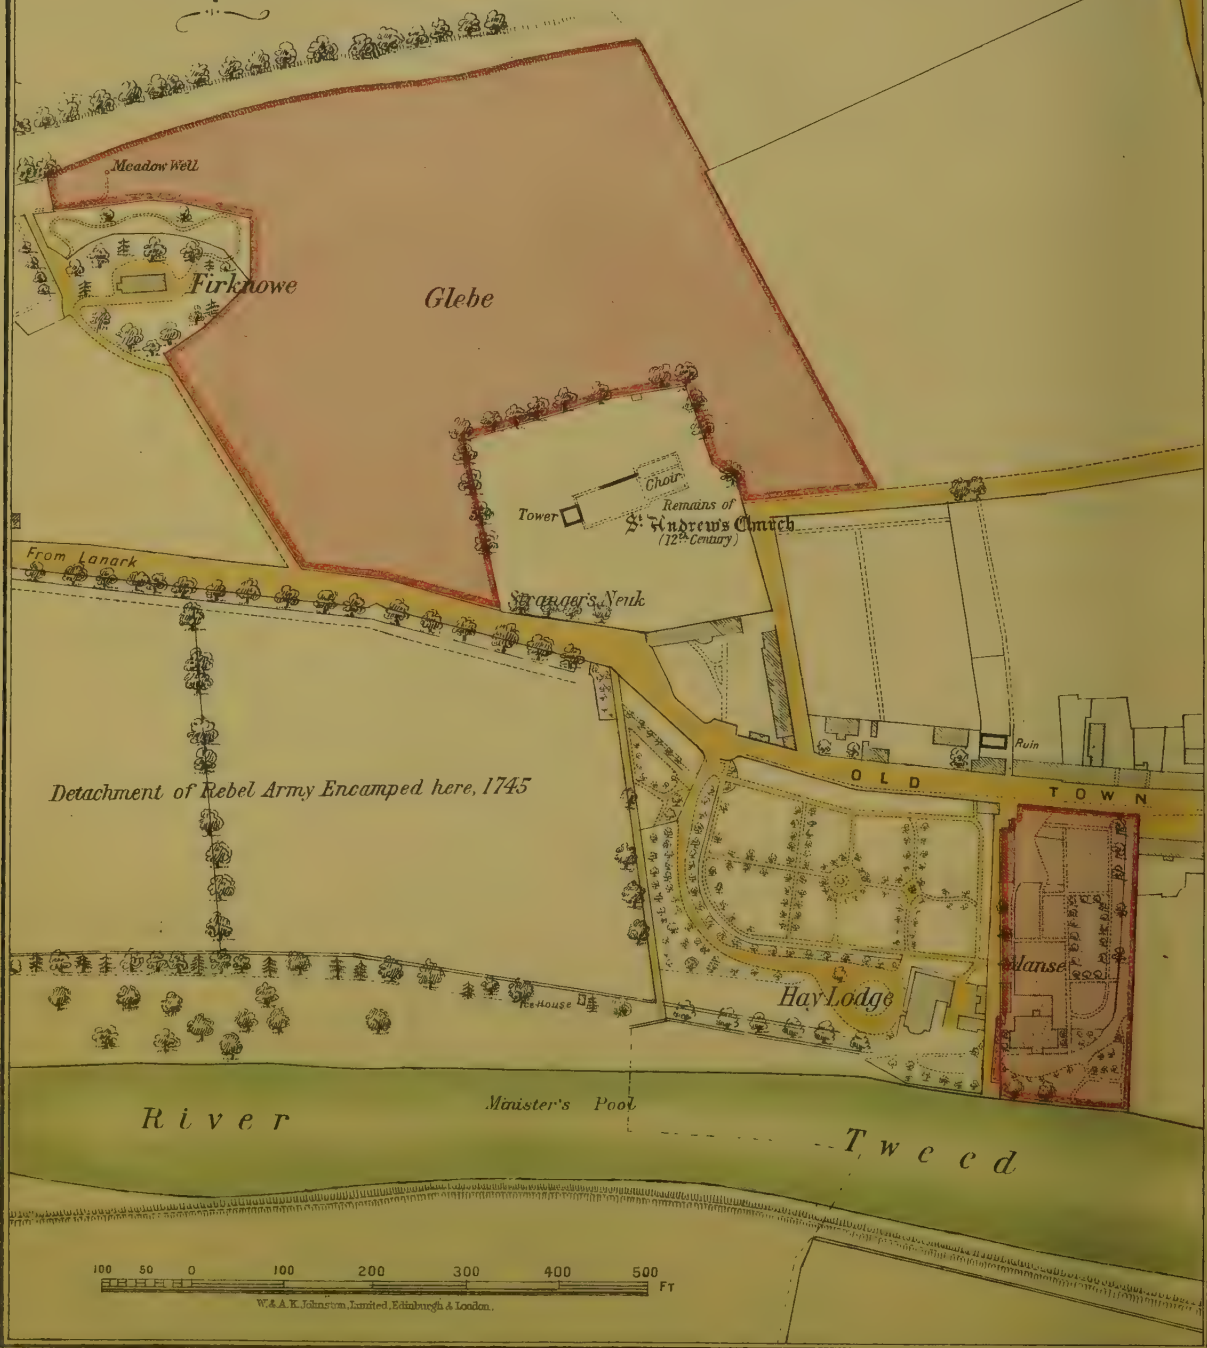 Meadow Well
Firknowe
Glebe
Choir
Tower
Remains of
St. Andrew's Church
(12th Century)
From Lanark
Stranger's Neuk
Ruin
OLD TOWN
Detachment of Rebel Army Encamped here, 1745
Manse
Hay Lodge
Ice-House
Minister's Pool
River Tweed
100 50 0 100 200 300 400 500 FT
W. & A. K. Johnston, Limited, Edinburgh & London.